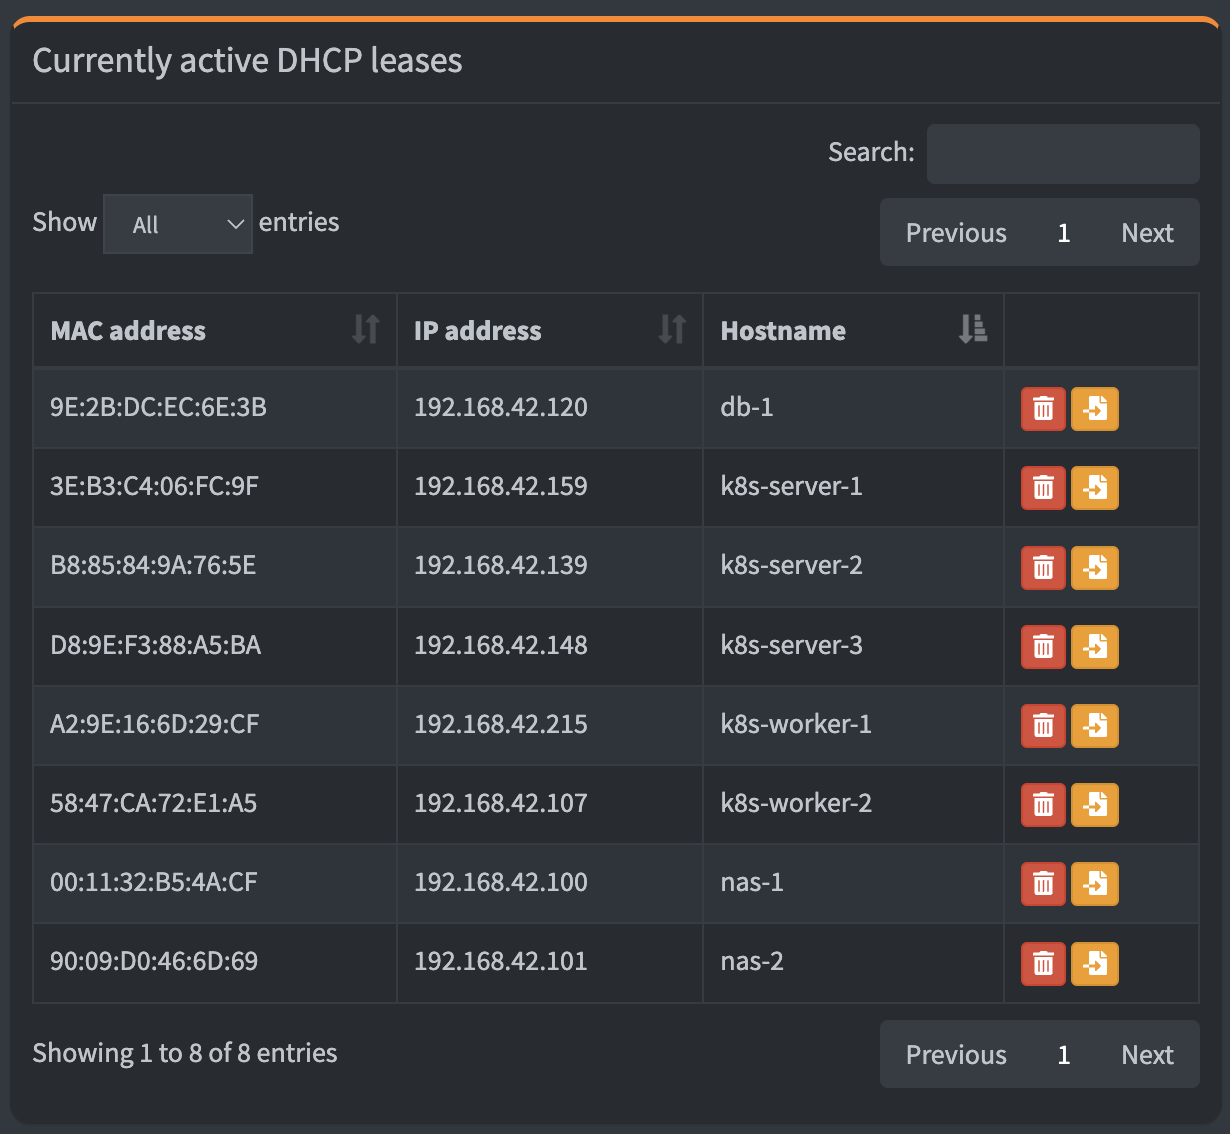 Currently active DHCP leases
Search:
Show All entries
Previous 1 Next
MAC address IP address Hostname
9E:2B:DC:EC:6E:3B 192.168.42.120 db-1
3E:B3:C4:06:FC:9F 192.168.42.159 k8s-server-1
B8:85:84:9A:76:5E 192.168.42.139 k8s-server-2
D8:9E:F3:88:A5:BA 192.168.42.148 k8s-server-3
A2:9E:16:6D:29:CF 192.168.42.215 k8s-worker-1
58:47:CA:72:E1:A5 192.168.42.107 k8s-worker-2
00:11:32:B5:4A:CF 192.168.42.100 nas-1
90:09:D0:46:6D:69 192.168.42.101 nas-2
Showing 1 to 8 of 8 entries
Previous 1 Next